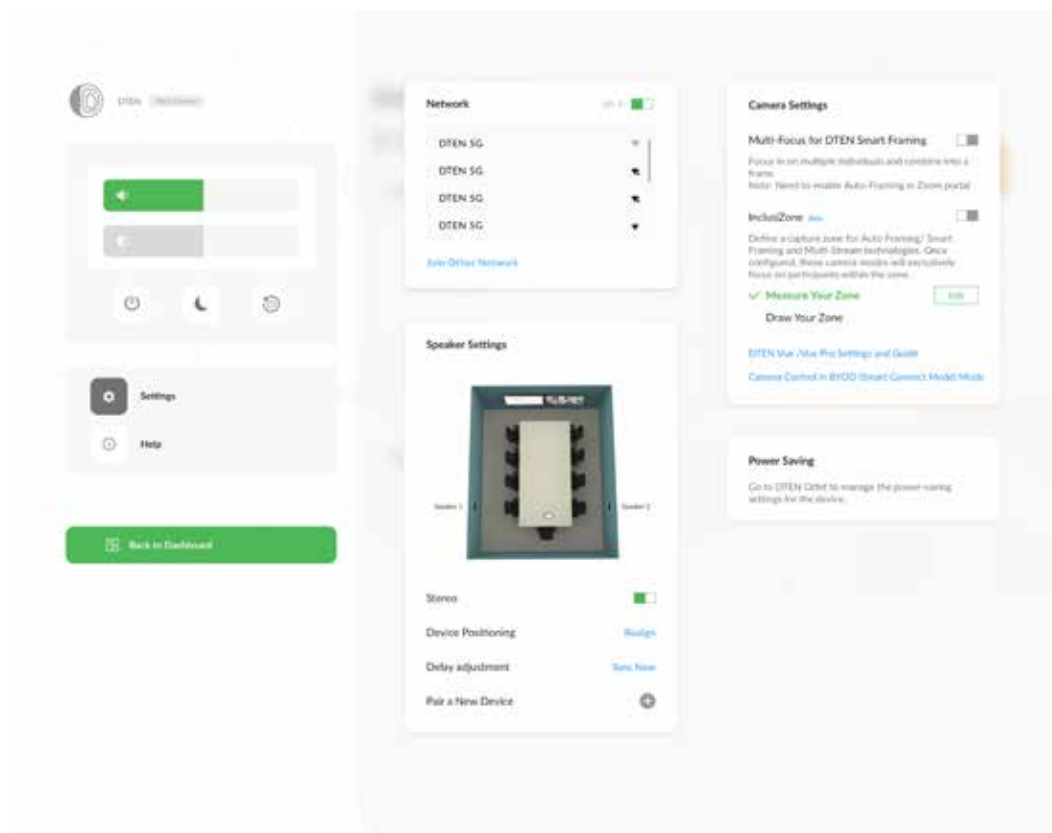 DTEN
Settings
Help
Back to Dashboard
Network
DTEN 5G
DTEN 5G
DTEN 5G
DTEN 5G
Join Other Network
Speaker Settings
Speaker 1
Speaker 2
Stereo
Device Positioning
Realign
Delay adjustment
Sync Now
Pair a New Device
Camera Settings
Multi-Focus for DTEN Smart Framing
Focus in on multiple individuals and combine into a
frame
Note: Need to enable Auto-Framing in Zoom portal
InclusiZone
Define a capture zone for Auto Framing/ Smart
Framing and Multi-Stream technologies. Once
configured, these camera modes will exclusively
focus on participants within the zone.
Measure Your Zone
Edit
Draw Your Zone
DTEN Vue /Vue Pro Settings and Guide
Camera Control in BYOD (Smart Connect Mode) Mode
Power Saving
Go to DTEN Orbit to manage the power-saving
settings for the device.